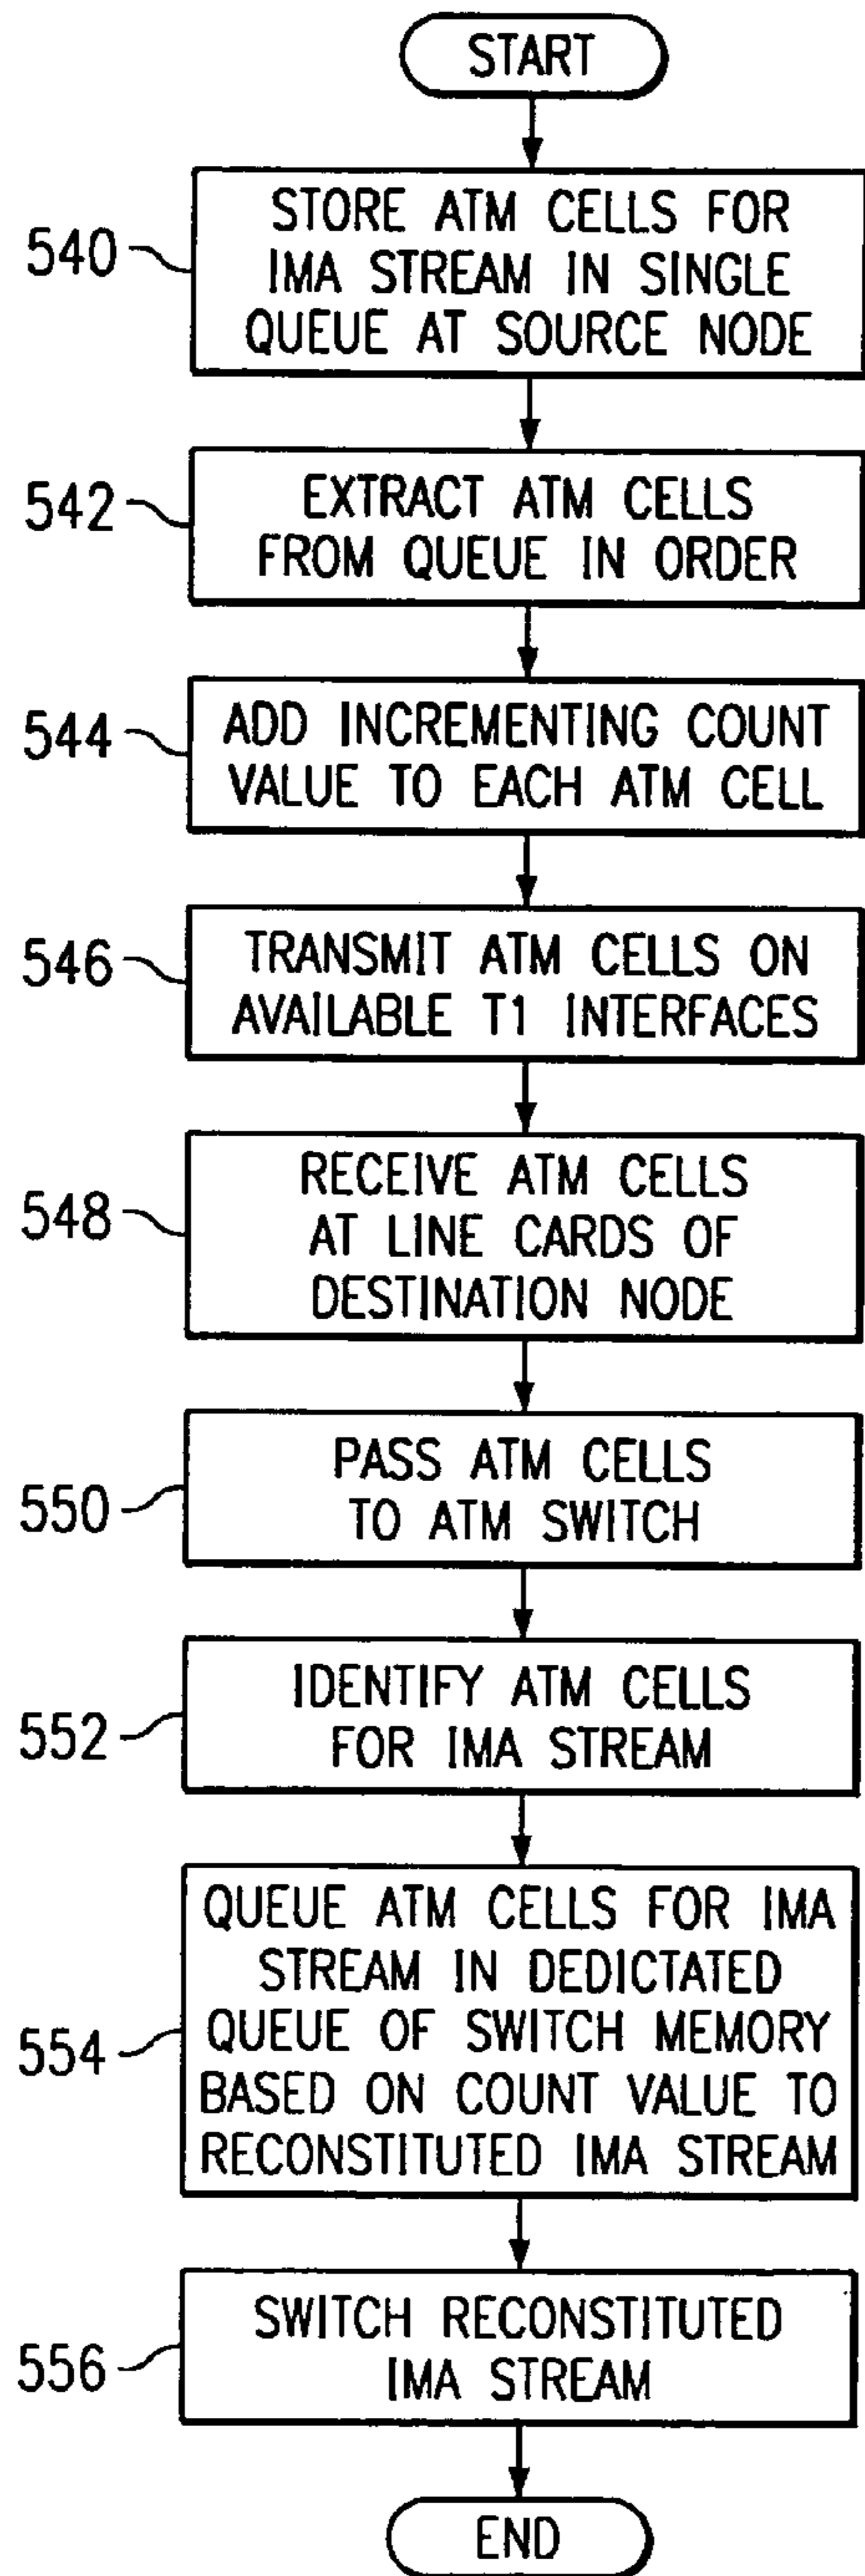 START
540
STORE ATM CELLS FOR
IMA STREAM IN SINGLE
QUEUE AT SOURCE NODE
542
EXTRACT ATM CELLS
FROM QUEUE IN ORDER
544
ADD INCREMENTING COUNT
VALUE TO EACH ATM CELL
546
TRANSMIT ATM CELLS ON
AVAILABLE T1 INTERFACES
548
RECEIVE ATM CELLS
AT LINE CARDS OF
DESTINATION NODE
550
PASS ATM CELLS
TO ATM SWITCH
552
IDENTIFY ATM CELLS
FOR IMA STREAM
554
QUEUE ATM CELLS FOR IMA
STREAM IN DEDICTATED
QUEUE OF SWITCH MEMORY
BASED ON COUNT VALUE TO
RECONSTITUTED IMA STREAM
556
SWITCH RECONSTITUTED
IMA STREAM
END